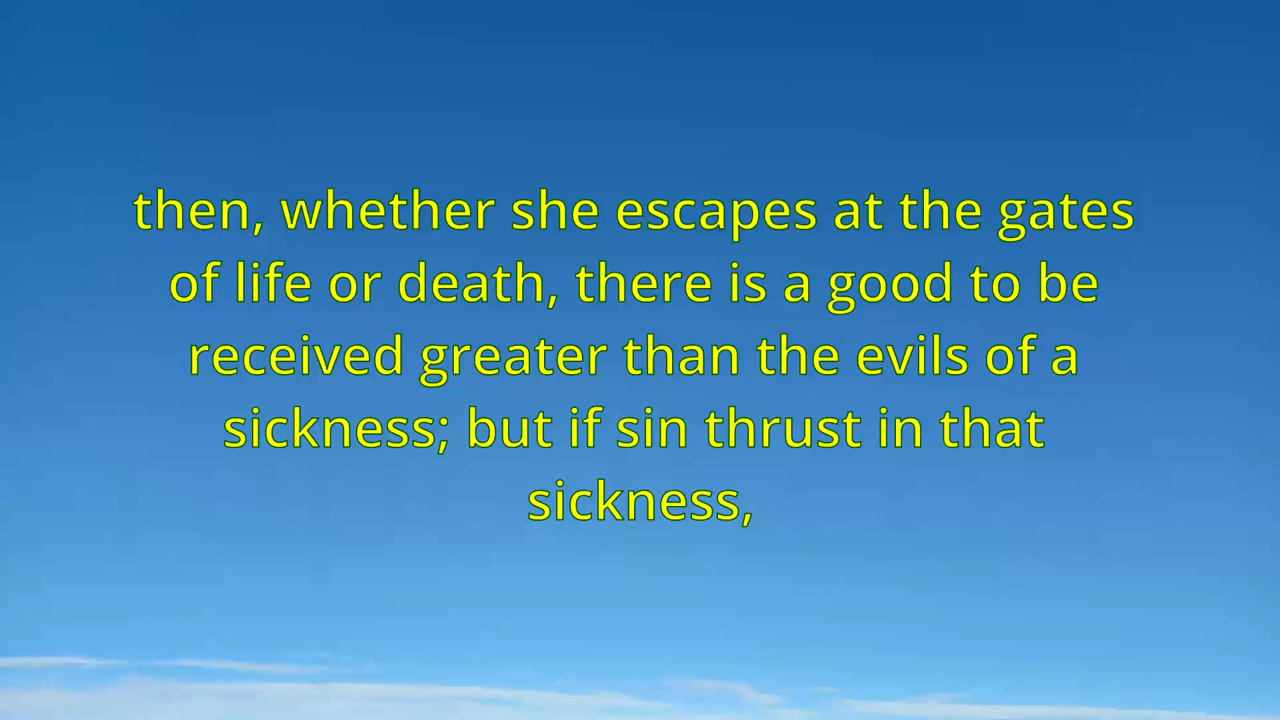 then, whether she escapes at the gates
of life or death, there is a good to be
received greater than the evils of a
sickness; but if sin thrust in that
sickness,